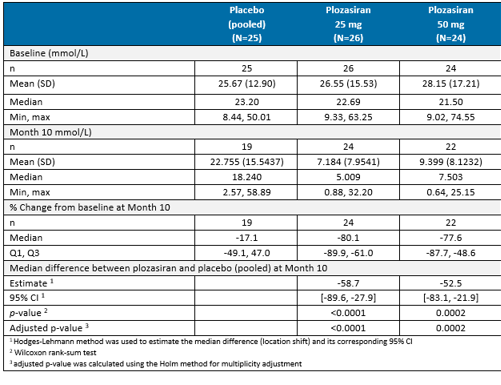 Placebo (pooled) (N=25) Plozasiran 25 mg (N=26) Plozasiran 50 mg (N=24)
Baseline (mmol/L)
n 25 26 24
Mean (SD) 25.67 (12.90) 26.55 (15.53) 28.15 (17.21)
Median 23.20 22.69 21.50
Min, max 8.44, 50.01 9.33, 63.25 9.02, 74.55
Month 10 mmol/L)
n 19 24 22
Mean (SD) 22.755 (15.5437) 7.184 (7.9541) 9.399 (8.1232)
Median 18.240 5.009 7.503
Min, max 2.57, 58.89 0.88, 32.20 0.64, 25.15
% Change from baseline at Month 10
n 19 24 22
Median -17.1 -80.1 -77.6
Q1, Q3 -49.1, 47.0 -89.9, -61.0 -87.7, -48.6
Median difference between plozasiran and placebo (pooled) at Month 10
Estimate 1 -58.7 -52.5
95% CI 1 [-89.6, -27.9] [-83.1, -21.9]
p-value 2 <0.0001 0.0002
Adjusted p-value 3 <0.0001 0.0002
1 Hodges-Lehmann method was used to estimate the median difference (location shift) and its corresponding 95% CI
2 Wilcoxon rank-sum test
3 adjusted p-value was calculated using the Holm method for multiplicity adjustment